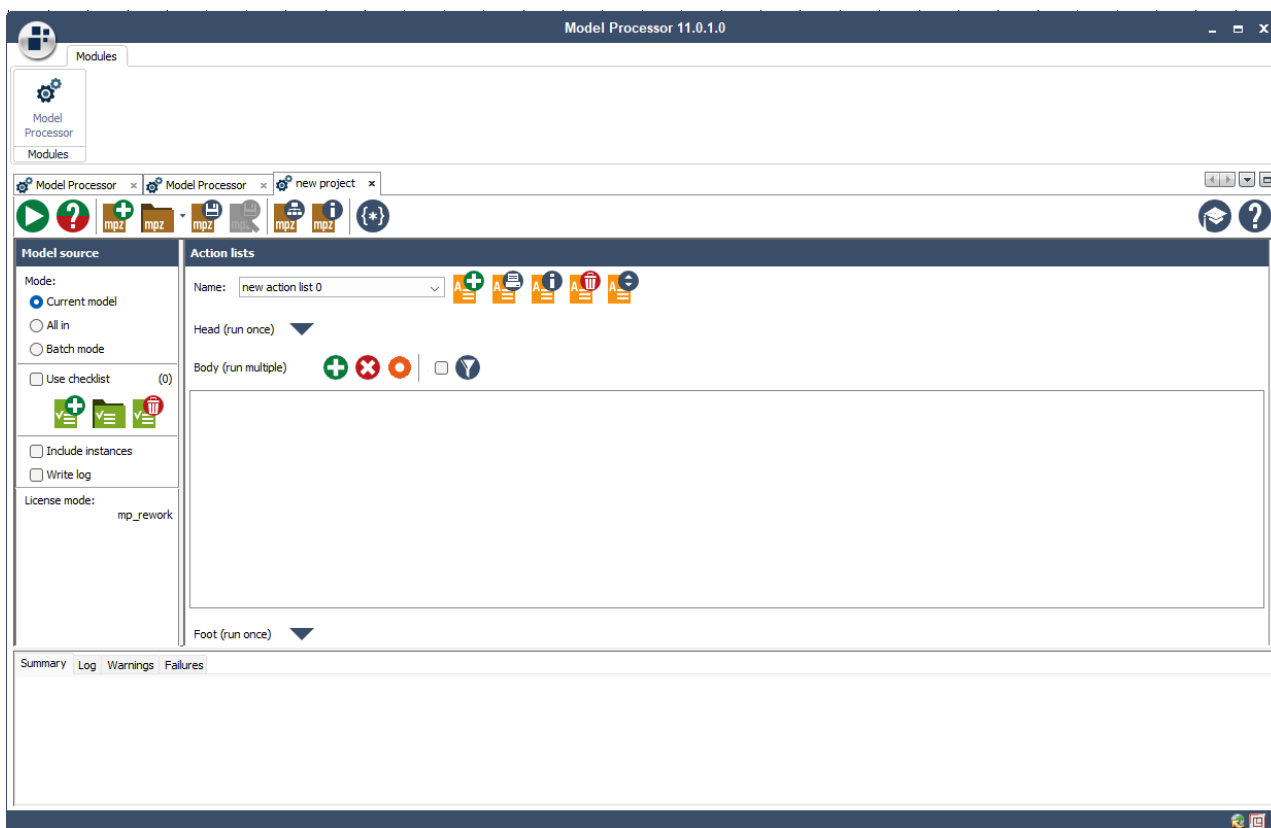 Model Processor 11.0.1.0
Modules
Model
Processor
Modules
Model Processor
Model Processor
new project
mpz
mpz
mpz
mpz
mpz
{*}
Model source
Action lists
Mode:
Current model
All in
Batch mode
Use checklist (0)
Include instances
Write log
License mode:
mp_rework
Name: new action list 0
Head (run once)
Body (run multiple)
Foot (run once)
Summary Log Warnings Failures